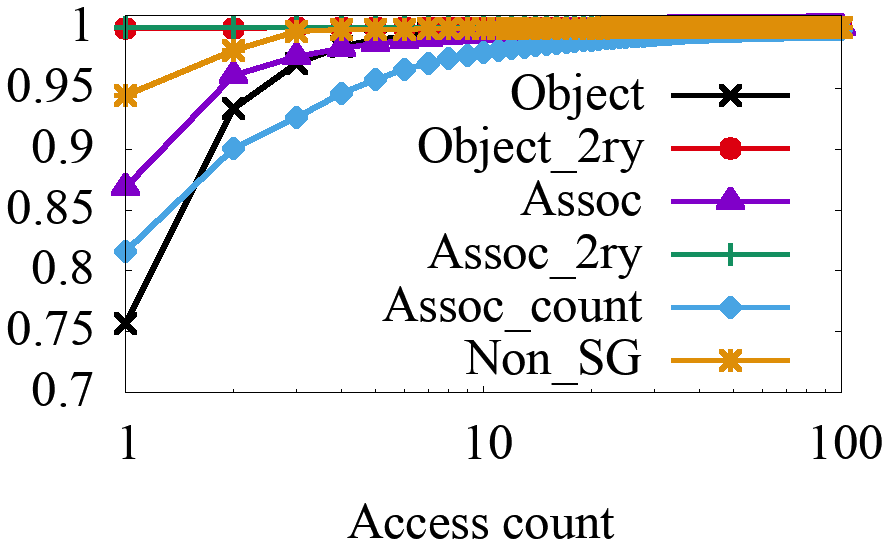 1
0.95
0.9
0.85
0.8
0.75
0.7
Object
Object_2ry
Assoc
Assoc_2ry
Assoc_count
Non_SG
1 10 100
Access count